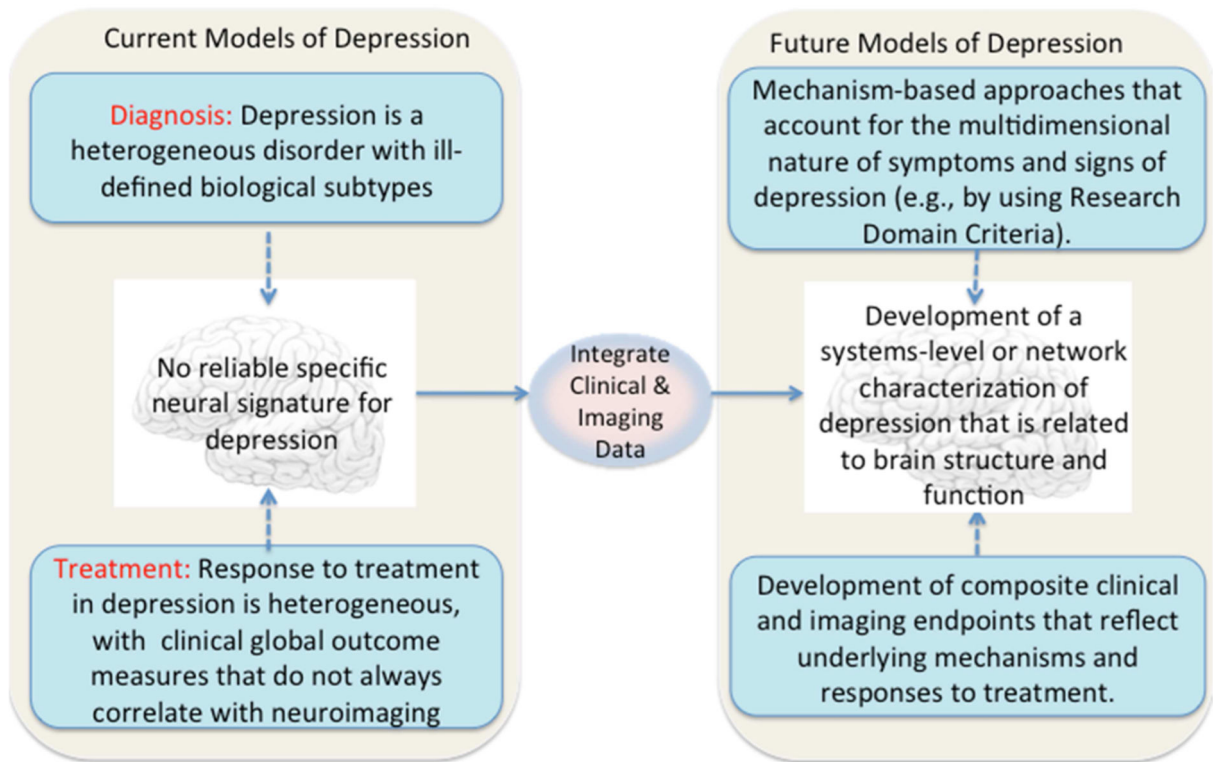 Current Models of Depression
Diagnosis: Depression is a
heterogeneous disorder with ill-
defined biological subtypes
No reliable specific
neural signature for
depression
Treatment: Response to treatment
in depression is heterogeneous,
with clinical global outcome
measures that do not always
correlate with neuroimaging
Integrate
Clinical &
Imaging
Data
Future Models of Depression
Mechanism-based approaches that
account for the multidimensional
nature of symptoms and signs of
depression (e.g., by using Research
Domain Criteria).
Development of a
systems-level or network
characterization of
depression that is related
to brain structure and
function
Development of composite clinical
and imaging endpoints that reflect
underlying mechanisms and
responses to treatment.